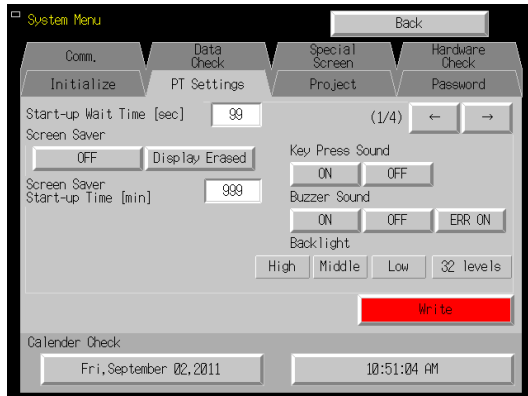 System Menu
Back
Comm.
Data Check
Special Screen
Hardware Check
Initialize
PT Settings
Project
Password
Start-up Wait Time [sec] 99
(1/4) ← →
Screen Saver
OFF Display Erased
Key Press Sound
ON OFF
Screen Saver
Start-up Time [min] 999
Buzzer Sound
ON OFF ERR ON
Backlight
High Middle Low 32 levels
Write
Calender Check
Fri,September 02,2011
10:51:04 AM